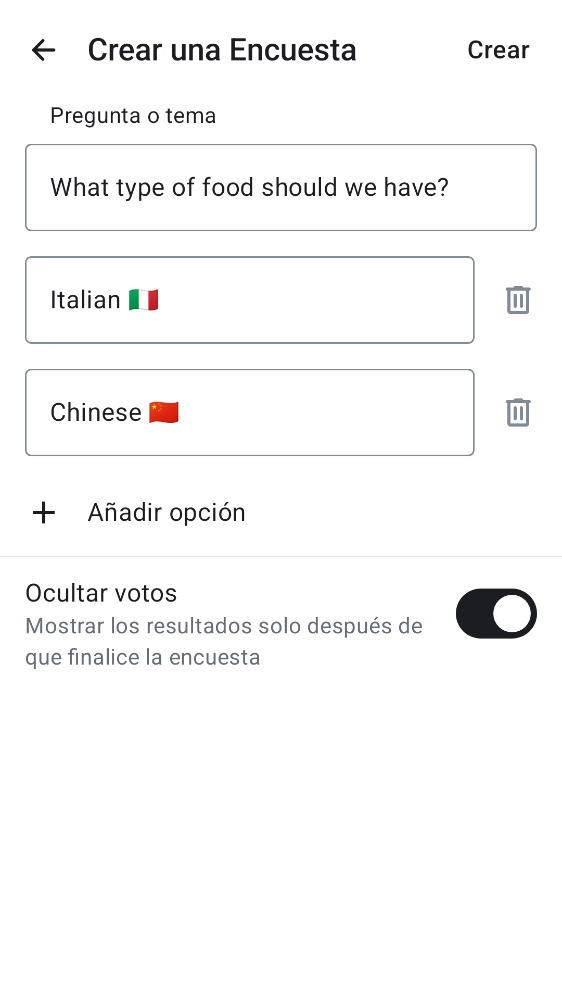 Crear una Encuesta
Crear
Pregunta o tema
What type of food should we have?
Italian 🇮🇹
Chinese 🇨🇳
Añadir opción
Ocultar votos
Mostrar los resultados solo después de
que finalice la encuesta